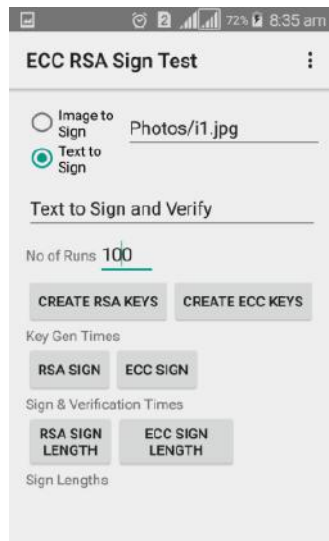 2 72% 8:35 am
ECC RSA Sign Test
Image to
Sign
Photos/i1.jpg
Text to
Sign
Text to Sign and Verify
No of Runs 100
CREATE RSA KEYS CREATE ECC KEYS
Key Gen Times
RSA SIGN ECC SIGN
Sign & Verification Times
RSA SIGN
LENGTH
ECC SIGN
LENGTH
Sign Lengths